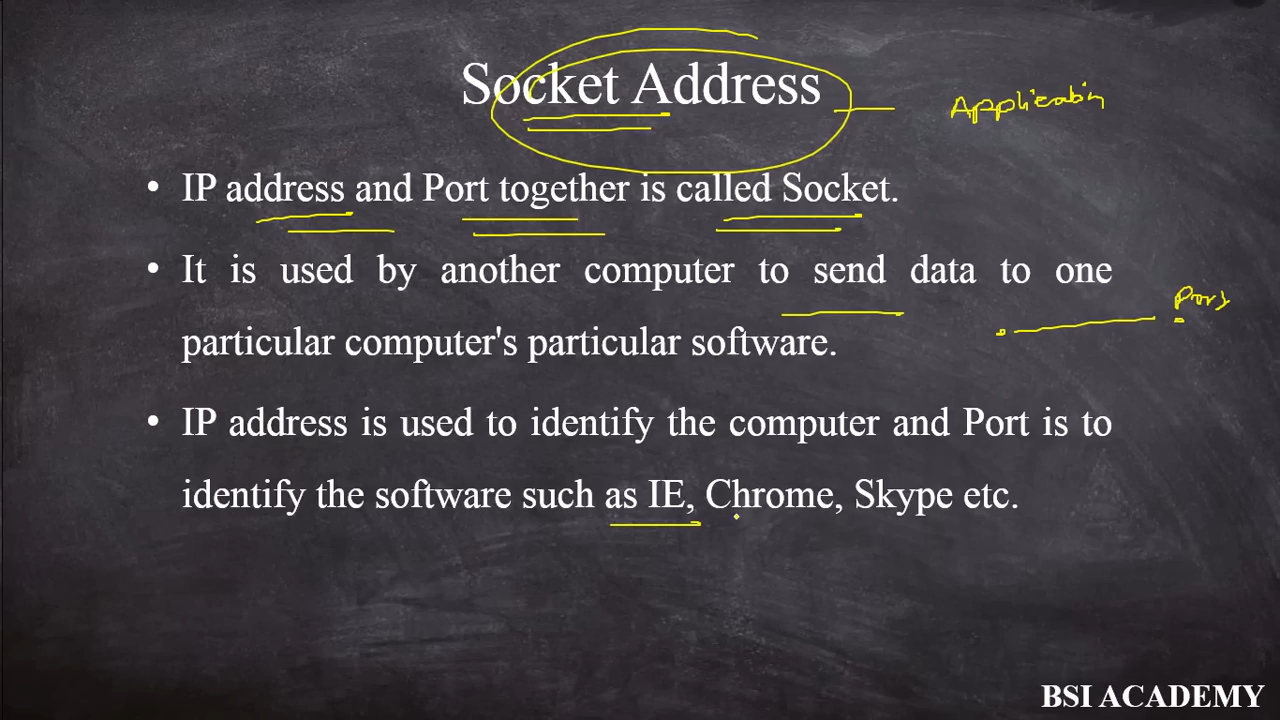 Socket Address
Application
• IP address and Port together is called Socket.
• It is used by another computer to send data to one
particular computer's particular software.
Port
• IP address is used to identify the computer and Port is to
identify the software such as IE, Chrome, Skype etc.
BSI ACADEMY